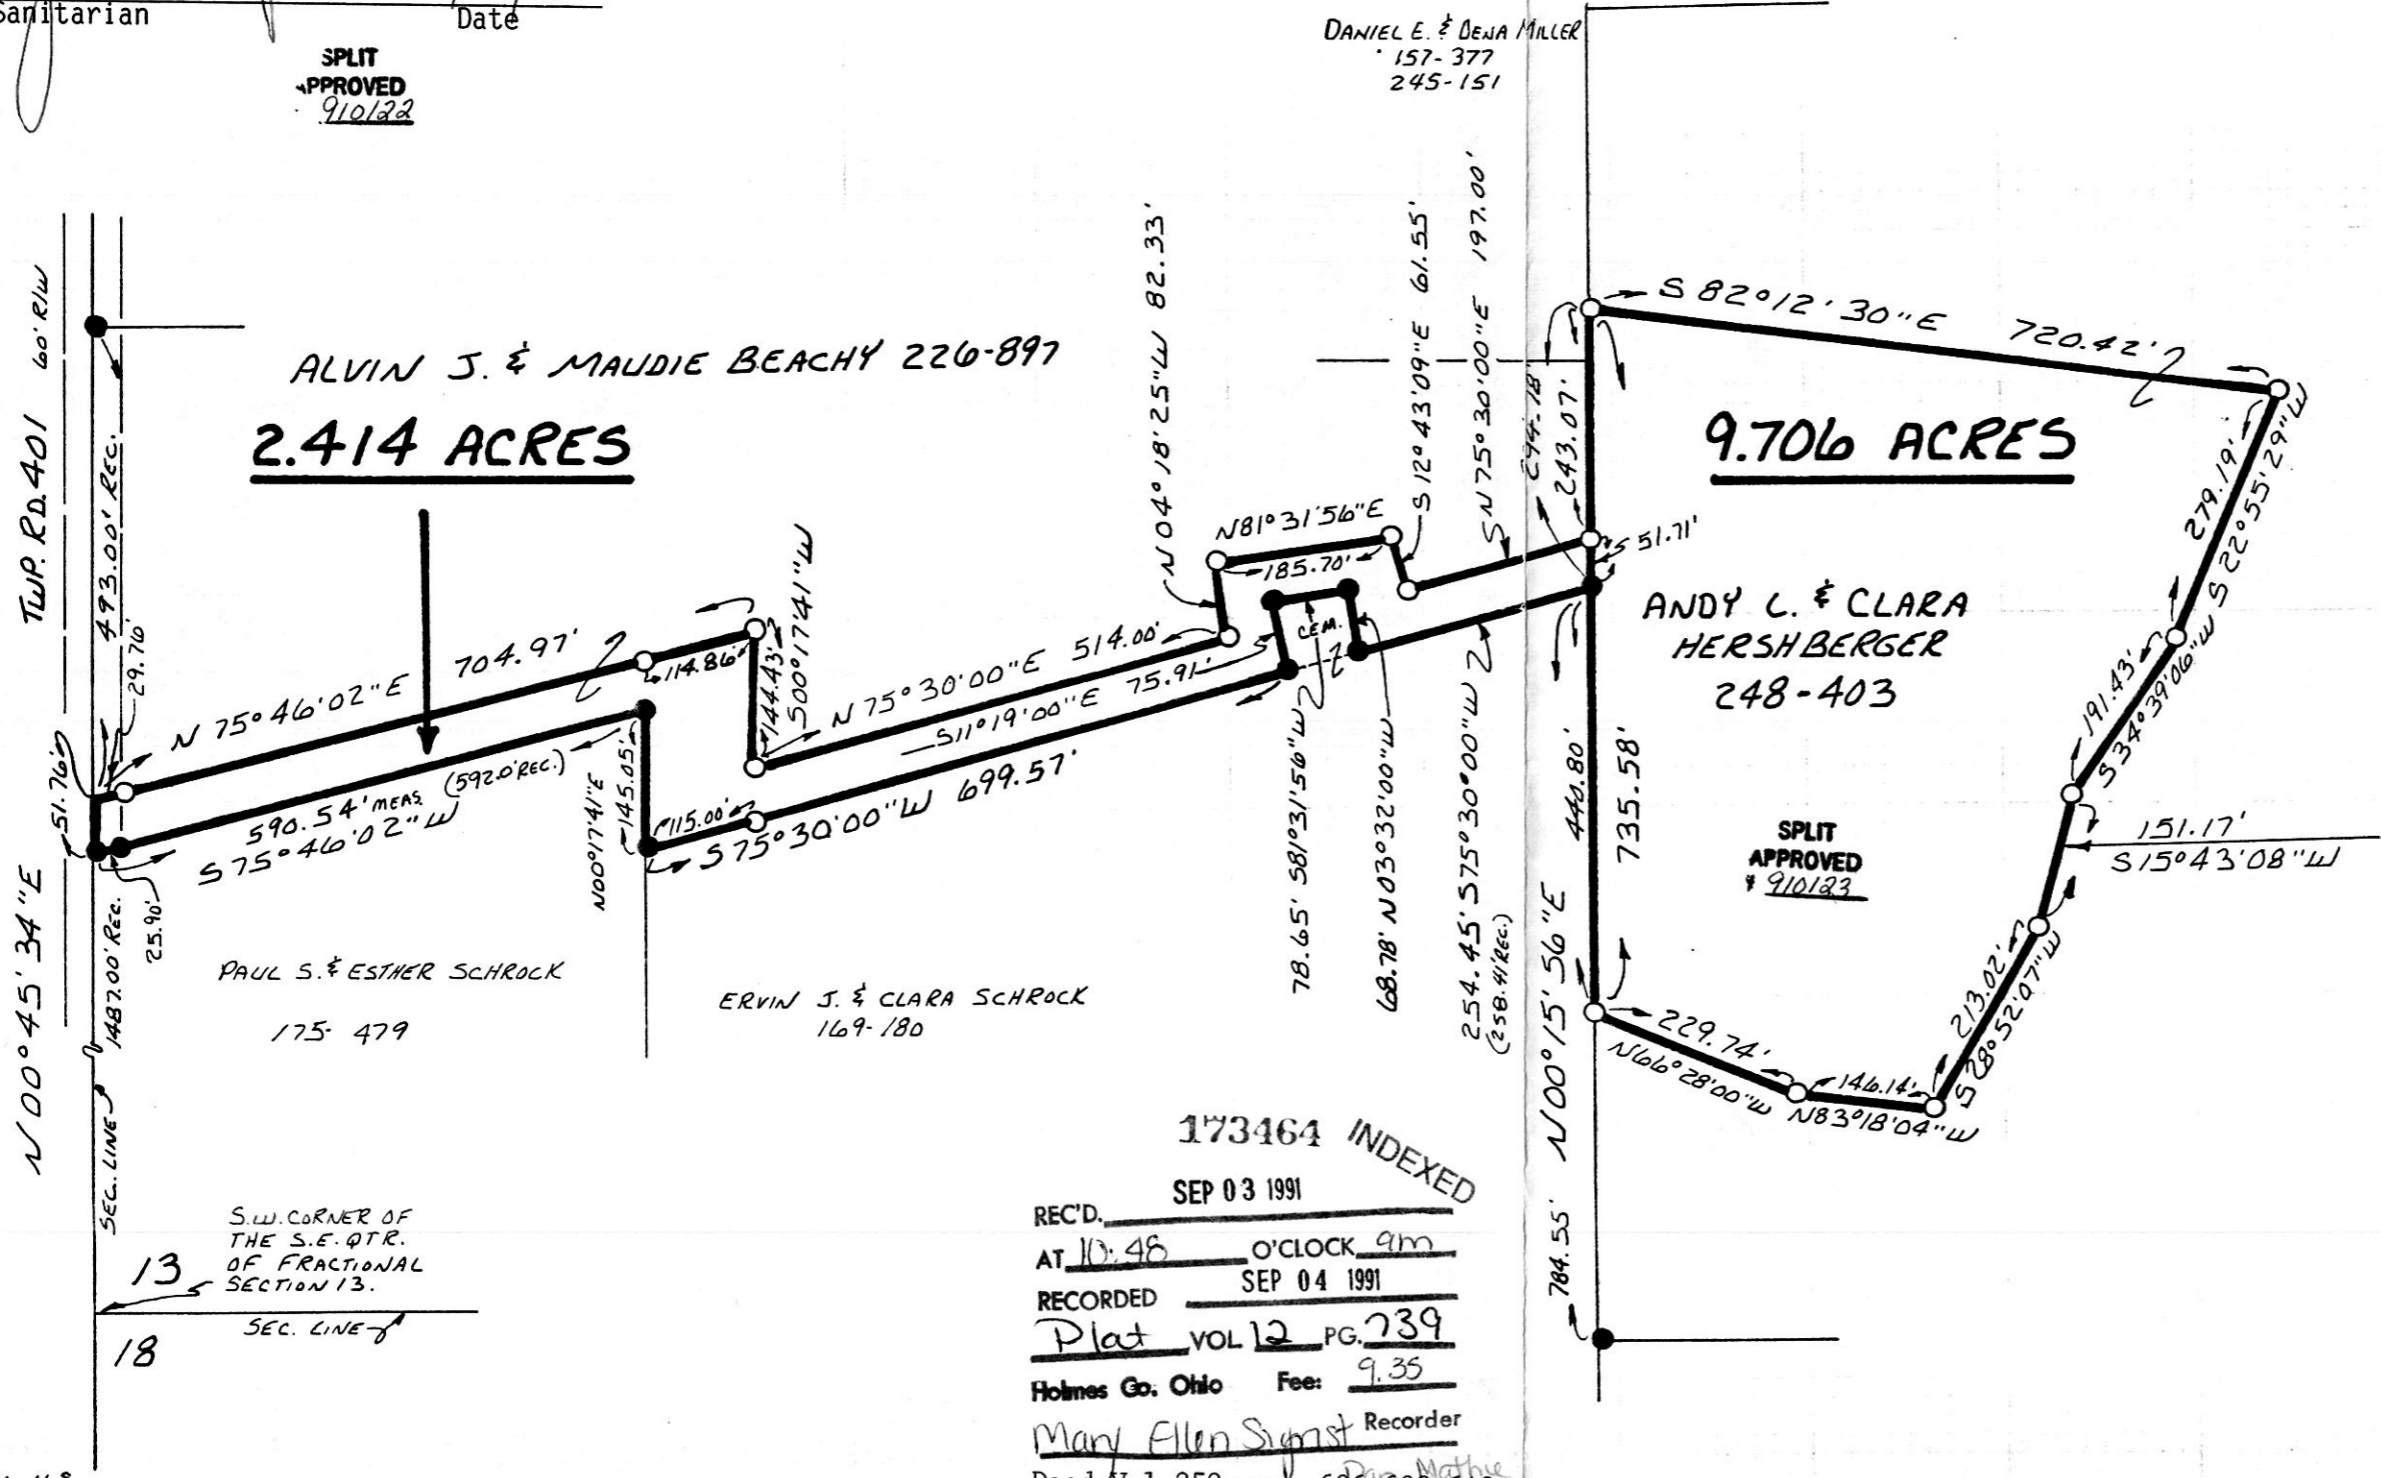 Sanitarian
Date
SPLIT
APPROVED
910122
DANIEL E. & DENA MILLER
157-377
245-151
TWP. RD. 401 60' R/W
493.00' REC.
29.76'
51.76'
N 00° 45' 34" E
1487.00' REC.
25.90'
SEC. LINE
ALVIN J. & MAUDIE BEACHY 226-897
2.414 ACRES
N 75° 46' 02" E 704.97'
114.86'
144.43'
S00°17'41"W
590.54' MEAS. (592.0' REC.)
S 75° 46' 02" W
N00°17'41"E
145.05'
115.00'
N 75° 30' 00" E 514.00'
S11°19'00"E 75.91'
S 75° 30' 00" W 699.57'
N 04° 18' 25" W 82.33'
N81°31'56"E
185.70'
CEM.
S 12° 43' 09" E 61.55'
N 75° 30' 00" E 197.00'
294.78'
243.07'
51.71'
78.65' S81°31'56"W
68.78' N03°32'00"W
254.45' S75°30'00"W
(258.41' REC.)
S 82° 12' 30" E 720.42'
9.706 ACRES
279.19'
S 22° 55' 29" W
ANDY L. & CLARA
HERSHBERGER
248-403
191.43'
S 34° 39' 06" W
440.80'
735.58'
N 00° 15' 56" E
784.55'
SPLIT
APPROVED
910123
151.17'
S 15° 43' 08" W
213.02'
S 28° 52' 07" W
229.74'
N66° 28' 00" W
146.14'
N83°18'04"W
PAUL S. & ESTHER SCHROCK
175-479
ERVIN J. & CLARA SCHROCK
169-180
S.W. CORNER OF
THE S.E. QTR.
OF FRACTIONAL
SECTION 13.
13
SEC. LINE
18
173464 INDEXED
REC'D. SEP 03 1991
AT 10:48 O'CLOCK am
RECORDED SEP 04 1991
Plat VOL 12 PG. 739
Holmes Co. Ohio Fee: 9.35
Mary Ellen Signst Recorder